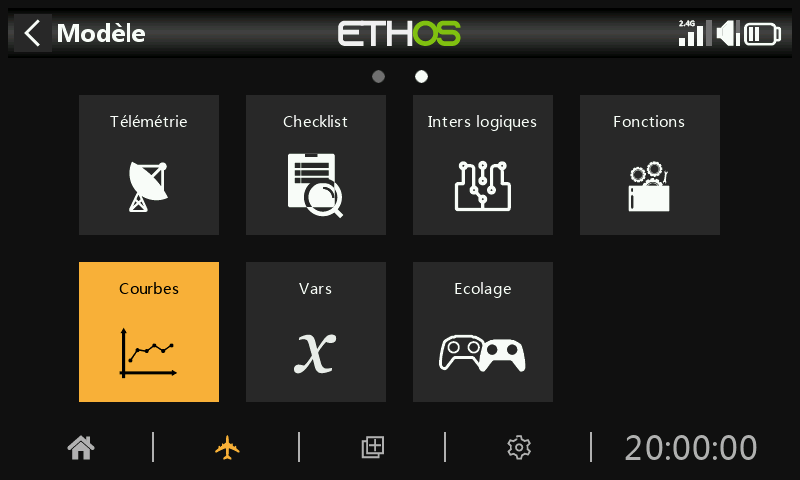 Modèle
ETHOS
2.4G
Télémétrie
Checklist
Inters logiques
Fonctions
Courbes
Vars
Ecolage
x
20:00:00